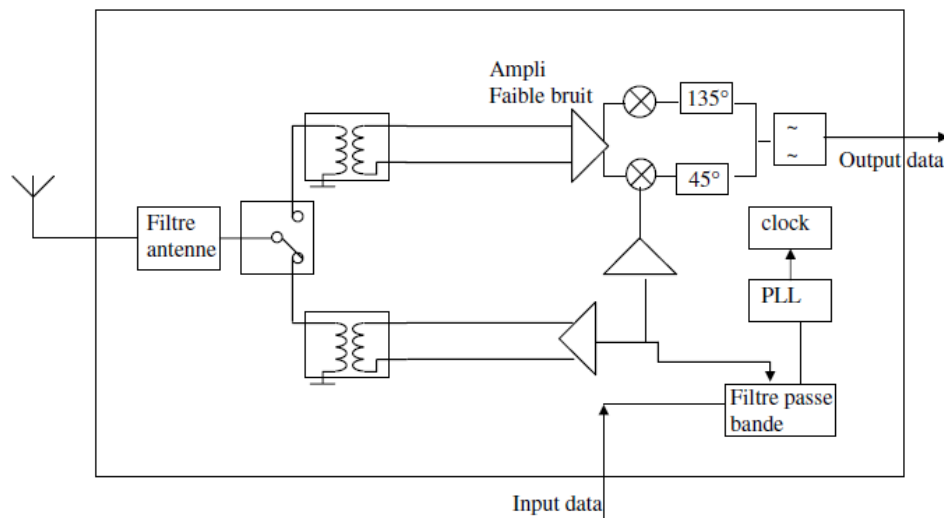 Ampli
Faible bruit
135°
~
~
Output data
45°
Filtre
antenne
clock
PLL
Filtre passe
bande
Input data